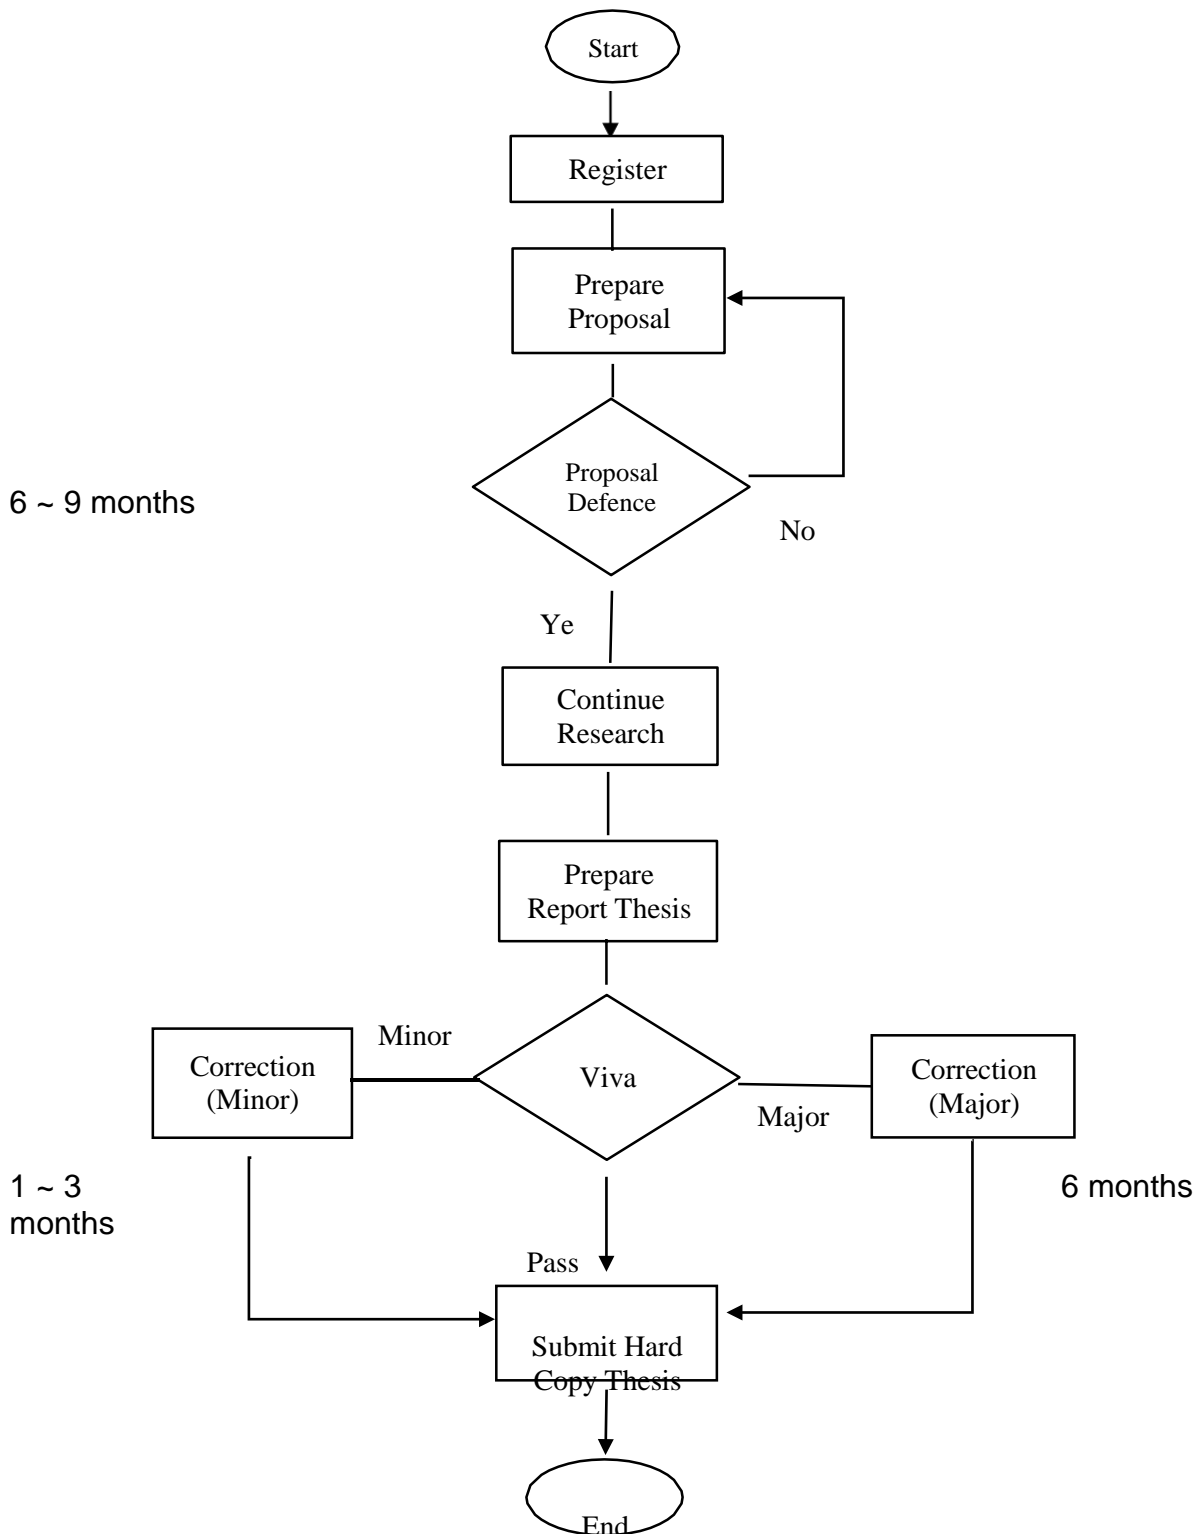 Start
Register
Prepare
Proposal
Proposal
Defence
6 ~ 9 months
No
Ye
Continue
Research
Prepare
Report Thesis
Minor
Correction
(Minor)
Viva
Correction
(Major)
Major
1 ~ 3
months
6 months
Pass
Submit Hard
Copy Thesis
End